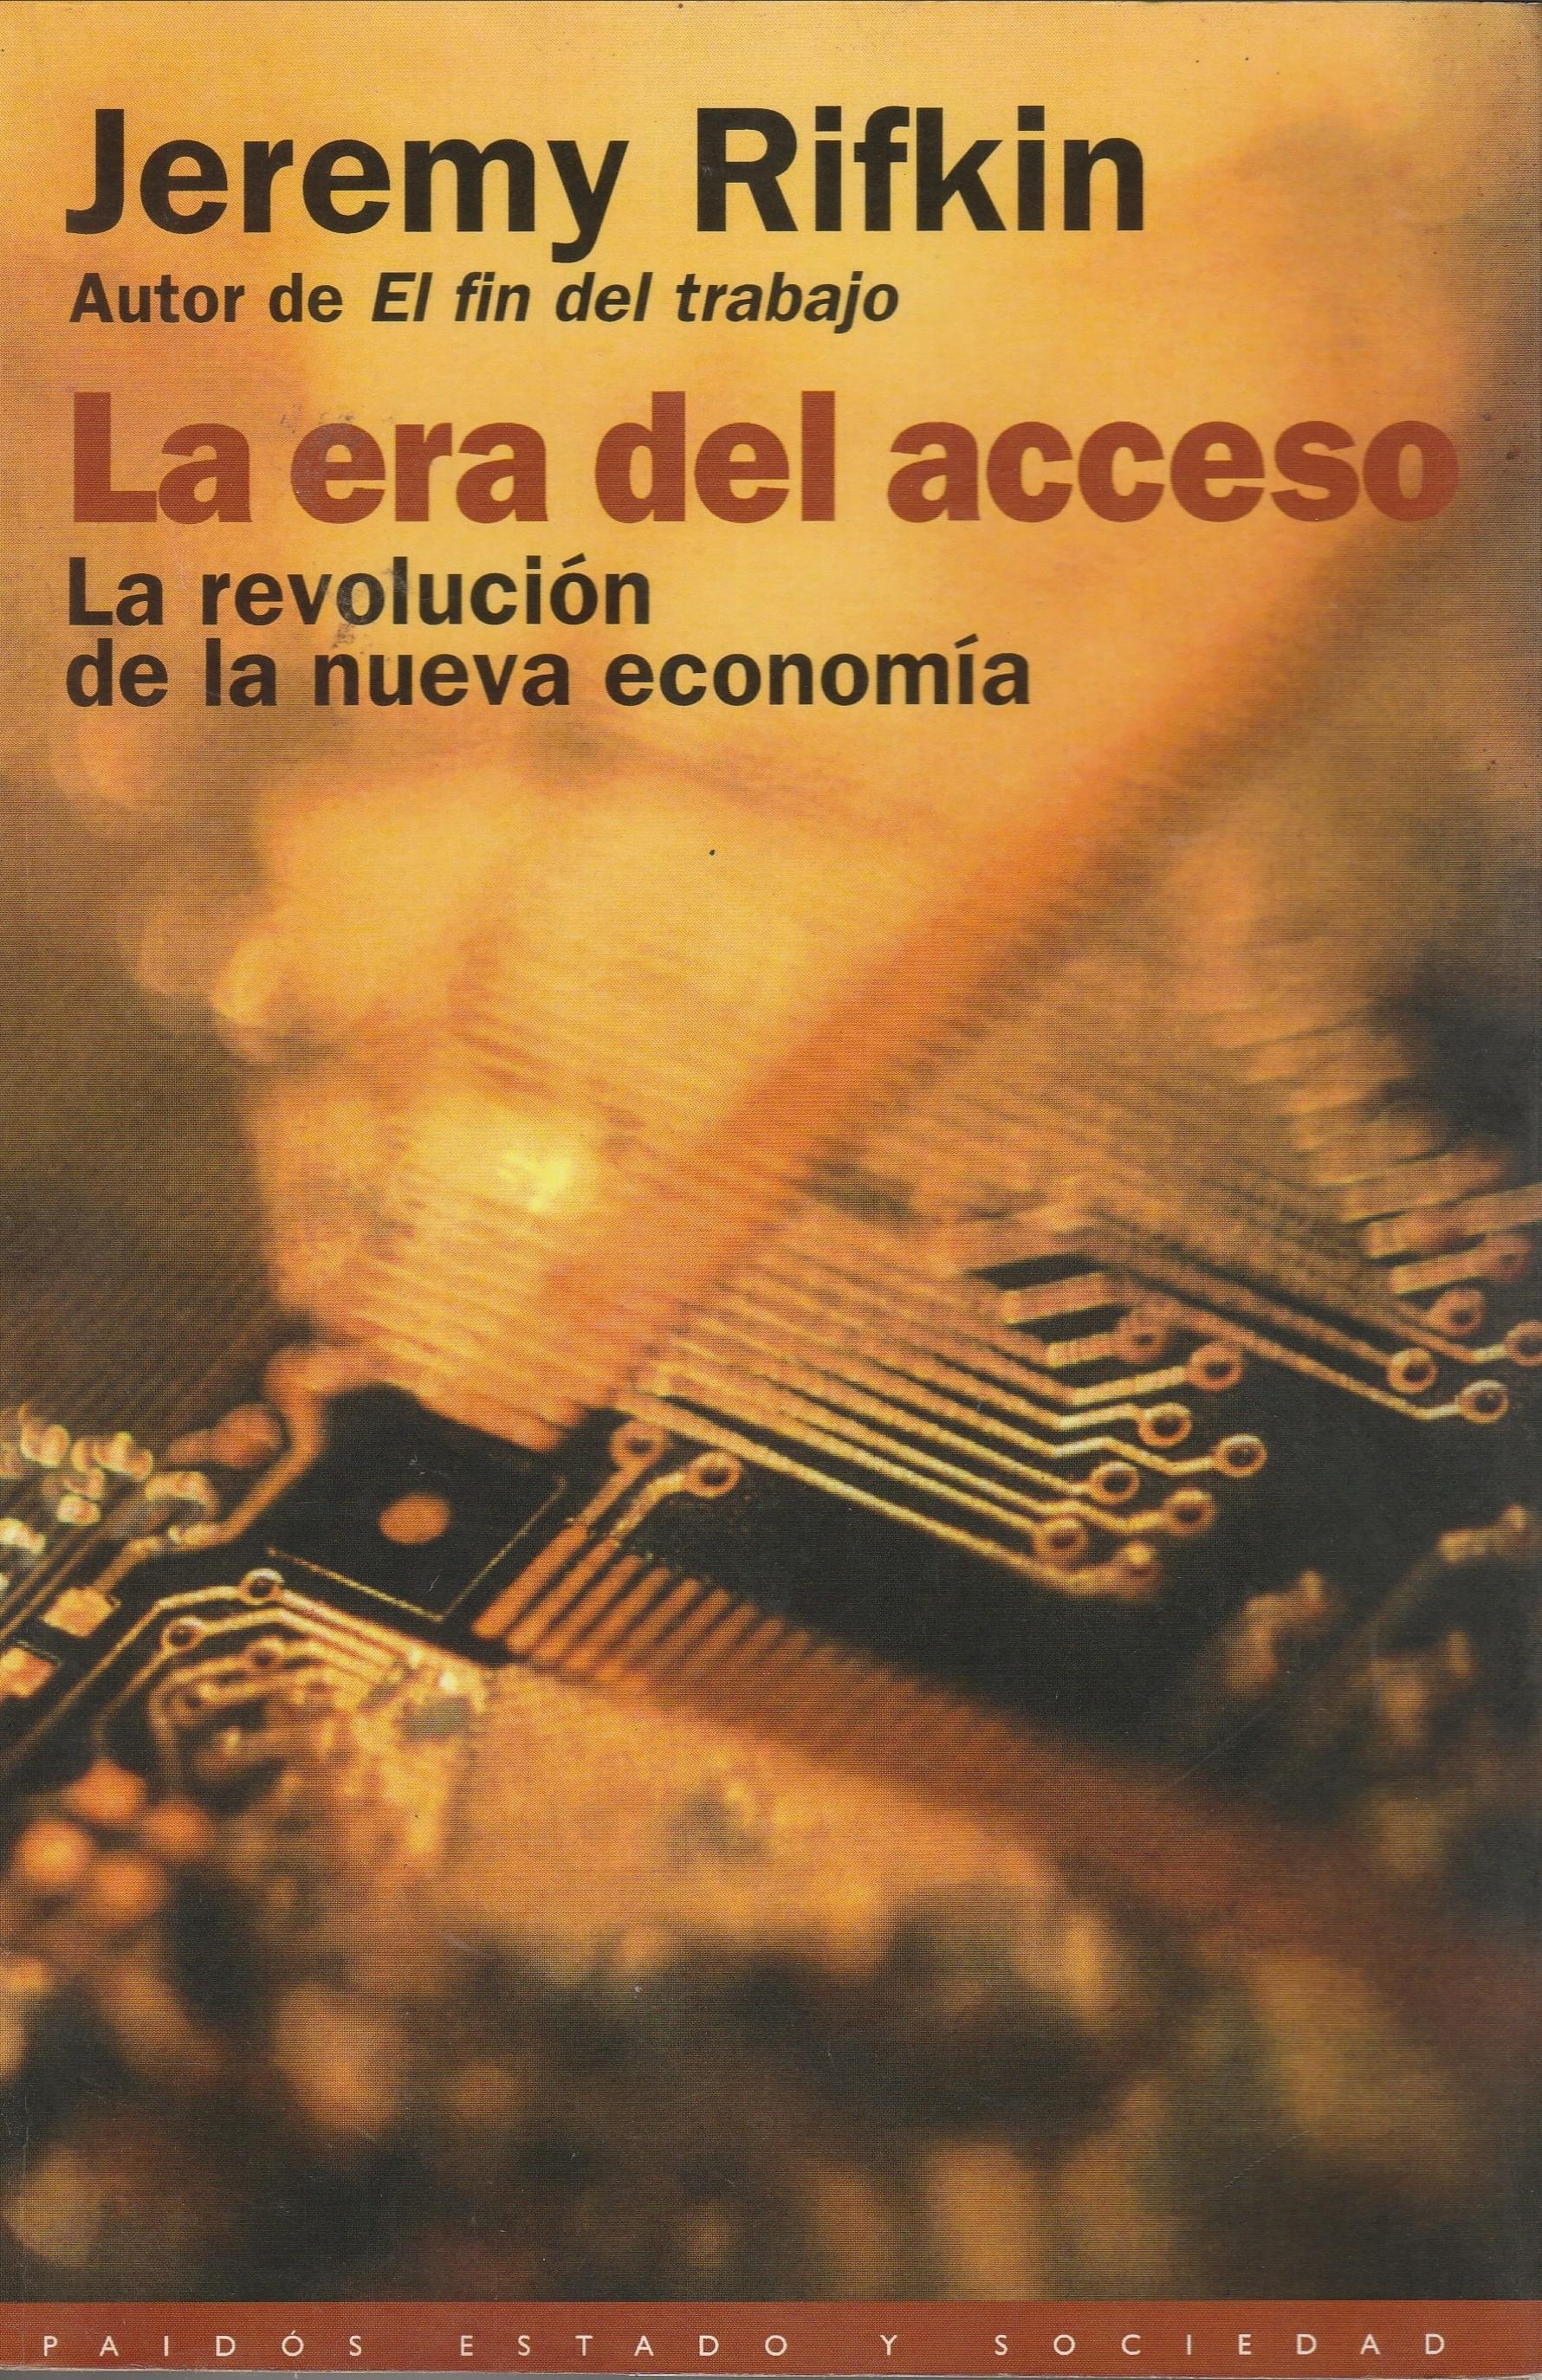 Jeremy Rifkin
Autor de El fin del trabajo
La era del acceso
La revolución
de la nueva economía
PAIDÓS ESTADO Y SOCIEDAD